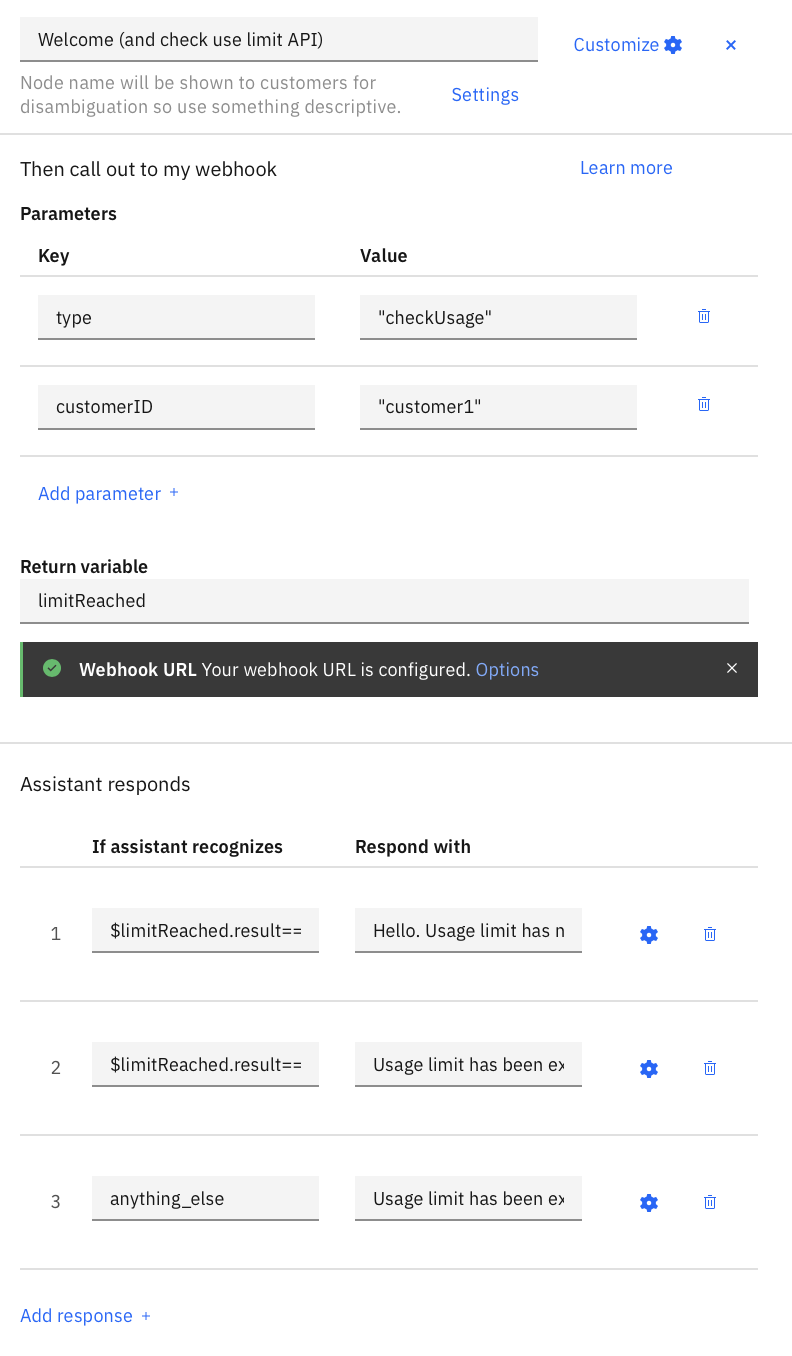 Welcome (and check use limit API)
Customize
Node name will be shown to customers for
disambiguation so use something descriptive.
Settings
Then call out to my webhook
Learn more
Parameters
Key Value
type "checkUsage"
customerID "customer1"
Add parameter +
Return variable
limitReached
Webhook URL Your webhook URL is configured. Options
Assistant responds
If assistant recognizes Respond with
1 $limitReached.result== Hello. Usage limit has n
2 $limitReached.result== Usage limit has been ex
3 anything_else Usage limit has been ex
Add response +